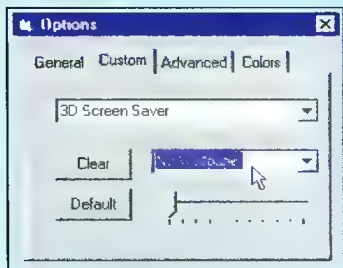 Options
General Custom Advanced Colors
3D Screen Saver
Clear
Default